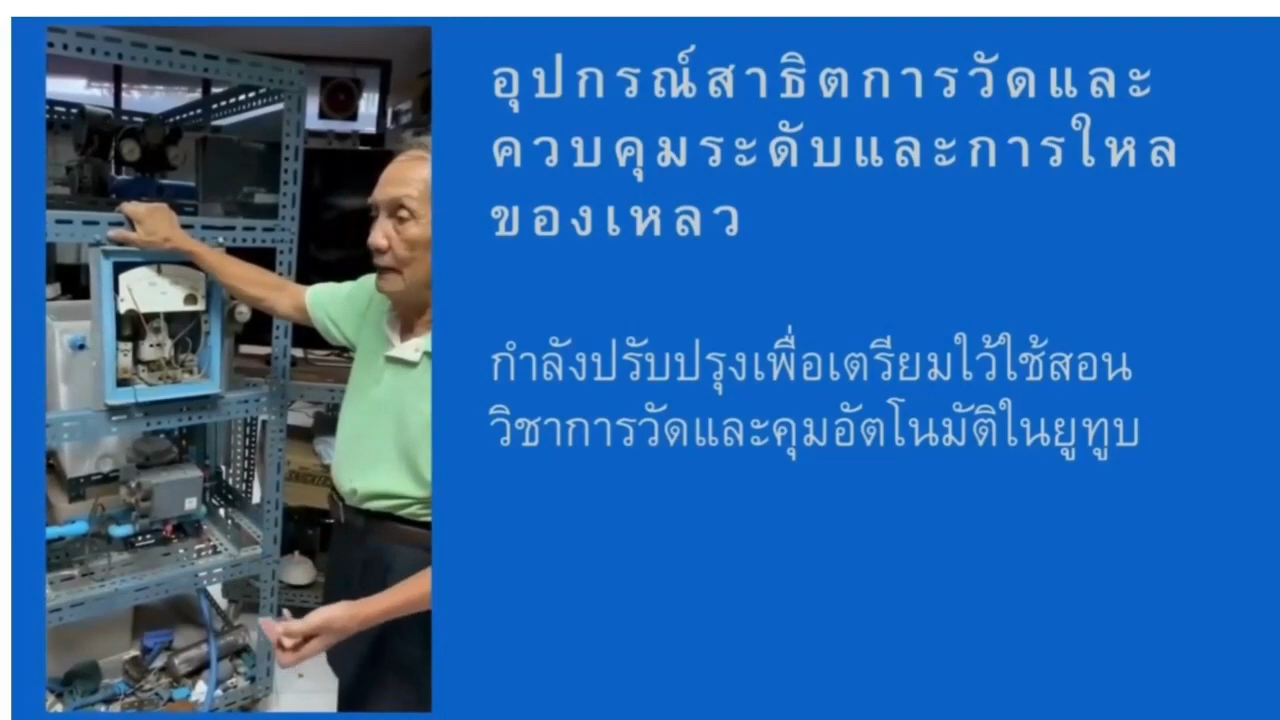 อุปกรณ์สาธิตการวัดและ
ควบคุมระดับและการใหล
ของเหลว
กำลังปรับปรุงเพื่อเตรียมใว้ใช้สอน
วิชาการวัดและคุมอัตโนมัติในยูทูบ